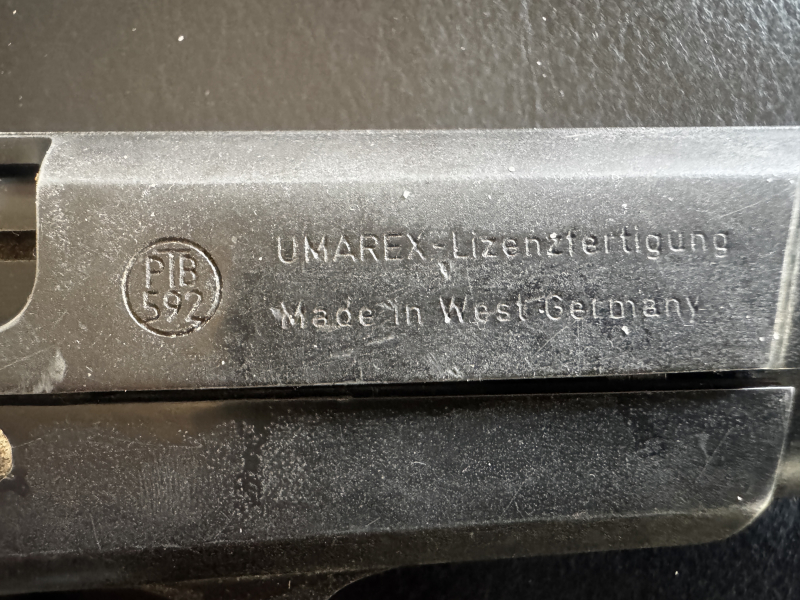 PTB
592
UMAREX-Lizenzfertigung
Made in West Germany